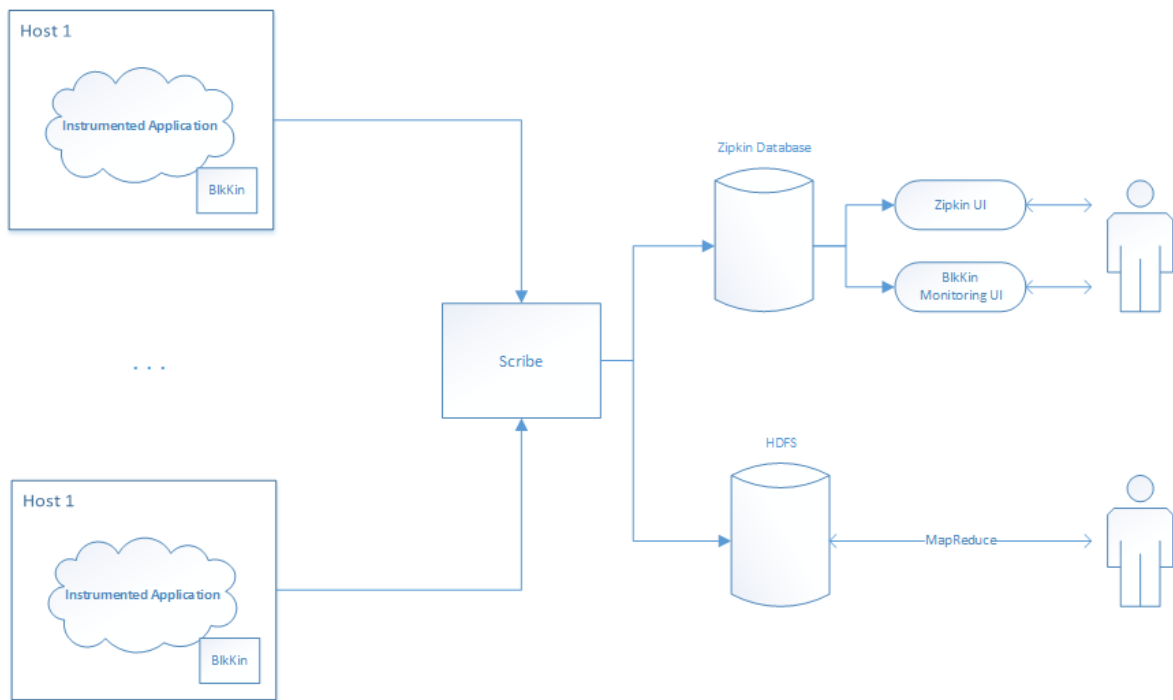 Host 1
Instrumented Application
BlkKin
Zipkin Database
Zipkin UI
BlkKin
Monitoring UI
Scribe
. . .
HDFS
MapReduce
Host 1
Instrumented Application
BlkKin